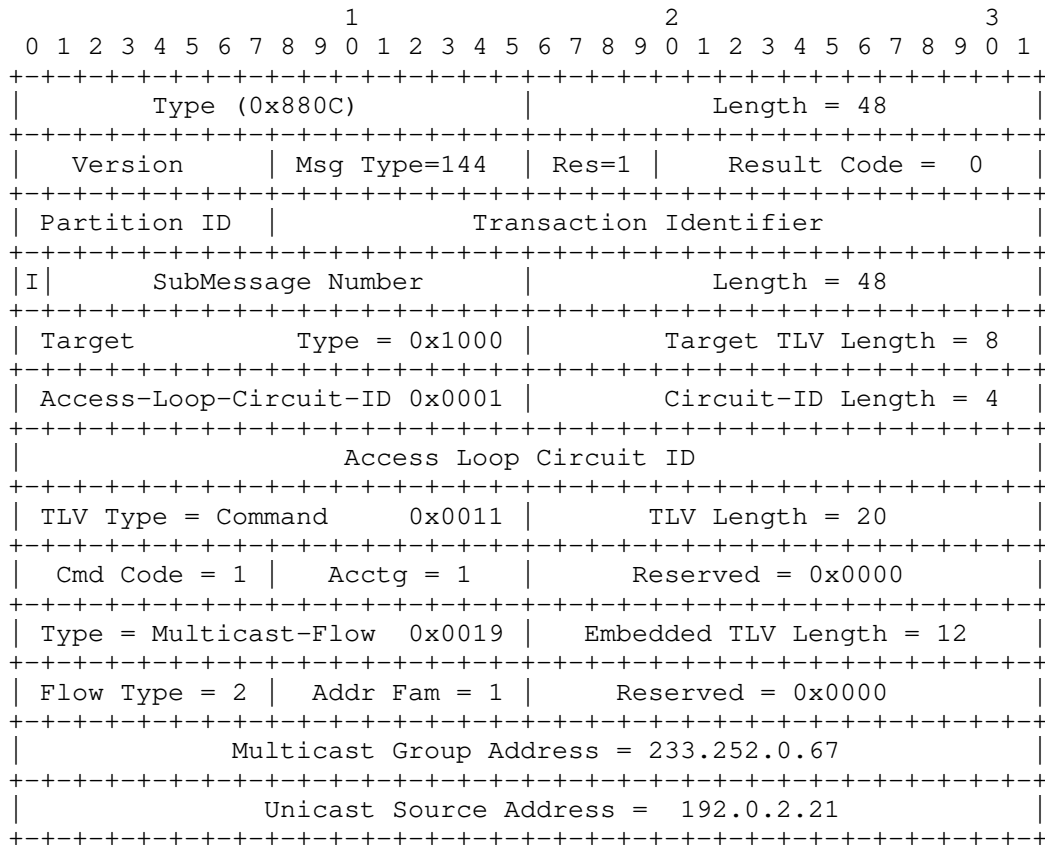 1                   2                   3
 0 1 2 3 4 5 6 7 8 9 0 1 2 3 4 5 6 7 8 9 0 1 2 3 4 5 6 7 8 9 0 1
+-+-+-+-+-+-+-+-+-+-+-+-+-+-+-+-+-+-+-+-+-+-+-+-+-+-+-+-+-+-+-+-+
|        Type (0x880C)          |           Length = 48         |
+-+-+-+-+-+-+-+-+-+-+-+-+-+-+-+-+-+-+-+-+-+-+-+-+-+-+-+-+-+-+-+-+
|   Version     | Msg Type=144  | Res=1 |    Result Code =  0   |
+-+-+-+-+-+-+-+-+-+-+-+-+-+-+-+-+-+-+-+-+-+-+-+-+-+-+-+-+-+-+-+-+
| Partition ID  |            Transaction Identifier             |
+-+-+-+-+-+-+-+-+-+-+-+-+-+-+-+-+-+-+-+-+-+-+-+-+-+-+-+-+-+-+-+-+
|I|      SubMessage Number      |           Length = 48         |
+-+-+-+-+-+-+-+-+-+-+-+-+-+-+-+-+-+-+-+-+-+-+-+-+-+-+-+-+-+-+-+-+
| Target          Type = 0x1000 |        Target TLV Length = 8  |
+-+-+-+-+-+-+-+-+-+-+-+-+-+-+-+-+-+-+-+-+-+-+-+-+-+-+-+-+-+-+-+-+
| Access-Loop-Circuit-ID 0x0001 |        Circuit-ID Length = 4  |
+-+-+-+-+-+-+-+-+-+-+-+-+-+-+-+-+-+-+-+-+-+-+-+-+-+-+-+-+-+-+-+-+
|                    Access Loop Circuit ID                     |
+-+-+-+-+-+-+-+-+-+-+-+-+-+-+-+-+-+-+-+-+-+-+-+-+-+-+-+-+-+-+-+-+
| TLV Type = Command     0x0011 |       TLV Length = 20         |
+-+-+-+-+-+-+-+-+-+-+-+-+-+-+-+-+-+-+-+-+-+-+-+-+-+-+-+-+-+-+-+-+
|  Cmd Code = 1 |   Acctg = 1   |      Reserved = 0x0000        |
+-+-+-+-+-+-+-+-+-+-+-+-+-+-+-+-+-+-+-+-+-+-+-+-+-+-+-+-+-+-+-+-+
| Type = Multicast-Flow  0x0019 |   Embedded TLV Length = 12    |
+-+-+-+-+-+-+-+-+-+-+-+-+-+-+-+-+-+-+-+-+-+-+-+-+-+-+-+-+-+-+-+-+
| Flow Type = 2 |  Addr Fam = 1 |     Reserved = 0x0000         |
+-+-+-+-+-+-+-+-+-+-+-+-+-+-+-+-+-+-+-+-+-+-+-+-+-+-+-+-+-+-+-+-+
|             Multicast Group Address = 233.252.0.67            |
+-+-+-+-+-+-+-+-+-+-+-+-+-+-+-+-+-+-+-+-+-+-+-+-+-+-+-+-+-+-+-+-+
|               Unicast Source Address =  192.0.2.21            |
+-+-+-+-+-+-+-+-+-+-+-+-+-+-+-+-+-+-+-+-+-+-+-+-+-+-+-+-+-+-+-+-+